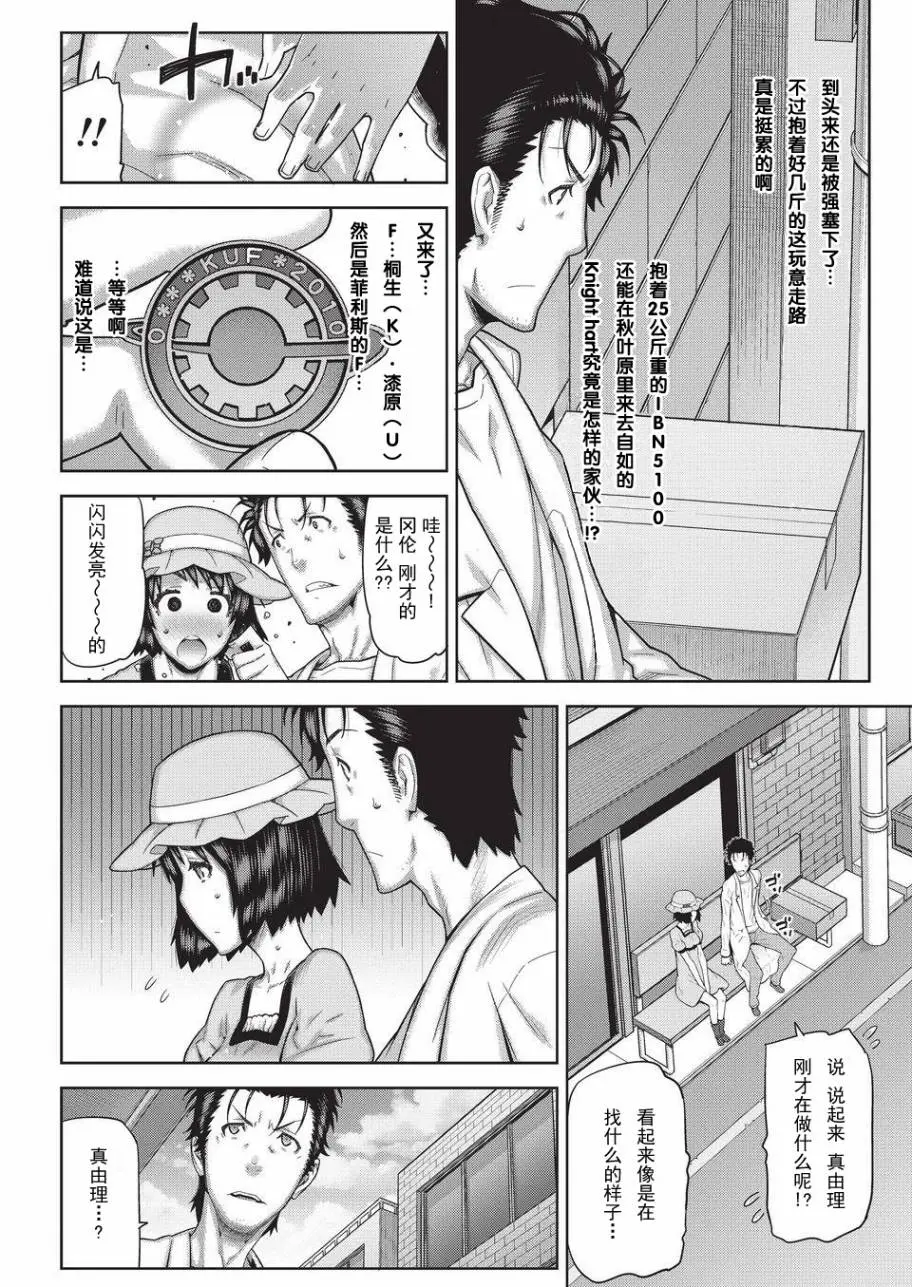 到头来还是被强塞下了…
不过抱着好几斤的这玩意走路
真是挺累的啊
抱着25公斤重的IBN5100
还能在秋叶原里来去自如的
Knight hart究竟是怎样的家伙…!?
ガッ
!!
又来了…
F…桐生（K）·漆原（U）
然后是菲利斯的F…
…等等啊
难道说这是…
O***KUF*2010
哇～～～～!
冈伦 刚才的
是什么??
闪闪发亮～～～～的
ゴゴ…
ゴゴ…
说 说起来 真由理
刚才在做什么呢!?
看起来像是在
找什么的样子…
真由理
…?